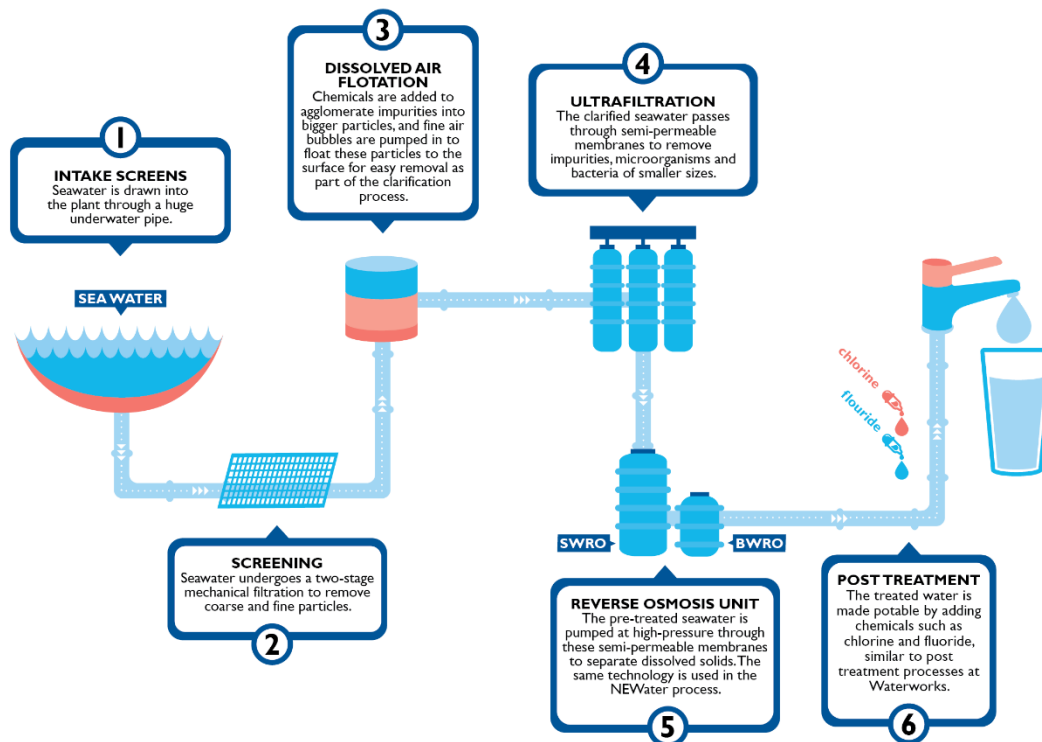 1
INTAKE SCREENS
Seawater is drawn into
the plant through a huge
underwater pipe.
SEA WATER
SCREENING
Seawater undergoes a two-stage
mechanical filtration to remove
coarse and fine particles.
2
3
DISSOLVED AIR
FLOTATION
Chemicals are added to
agglomerate impurities into
bigger particles, and fine air
bubbles are pumped in to
float these particles to the
surface for easy removal as
part of the clarification
process.
4
ULTRAFILTRATION
The clarified seawater passes
through semi-permeable
membranes to remove
impurities, microorganisms and
bacteria of smaller sizes.
SWRO
BWRO
REVERSE OSMOSIS UNIT
The pre-treated seawater is
pumped at high-pressure through
these semi-permeable membranes
to separate dissolved solids. The
same technology is used in the
NEWater process.
5
chlorine
flouride
POST TREATMENT
The treated water is
made potable by adding
chemicals such as
chlorine and fluoride,
similar to post
treatment processes at
Waterworks.
6